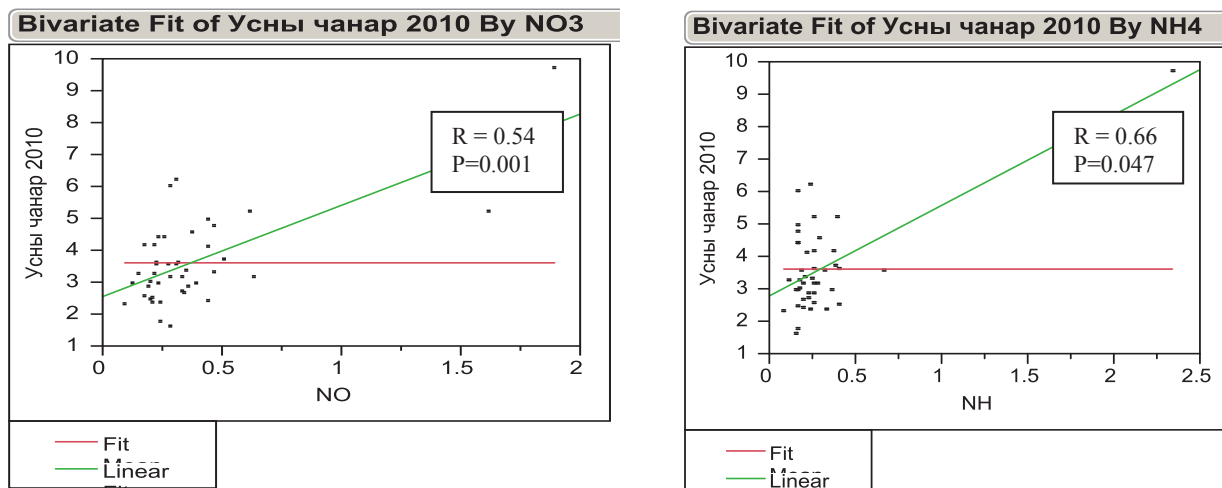 Bivariate Fit of Усны чанар 2010 By NO3
10
9
8
7
6
5
4
3
2
1
Усны чанар 2010
R = 0.54
P=0.001
0
0.5
1
1.5
2
NO
Fit
Linear
Bivariate Fit of Усны чанар 2010 By NH4
10
9
8
7
6
5
4
3
2
1
Усны чанар 2010
R = 0.66
P=0.047
0
0.5
1
1.5
2
2.5
NH
Fit
Linear